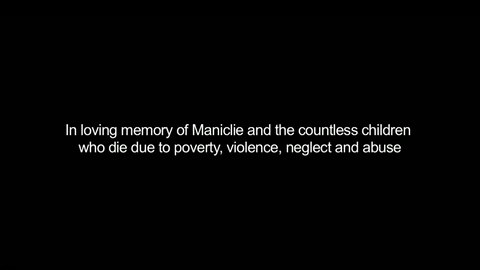 In loving memory of Maniclie and the countless children
who die due to poverty, violence, neglect and abuse